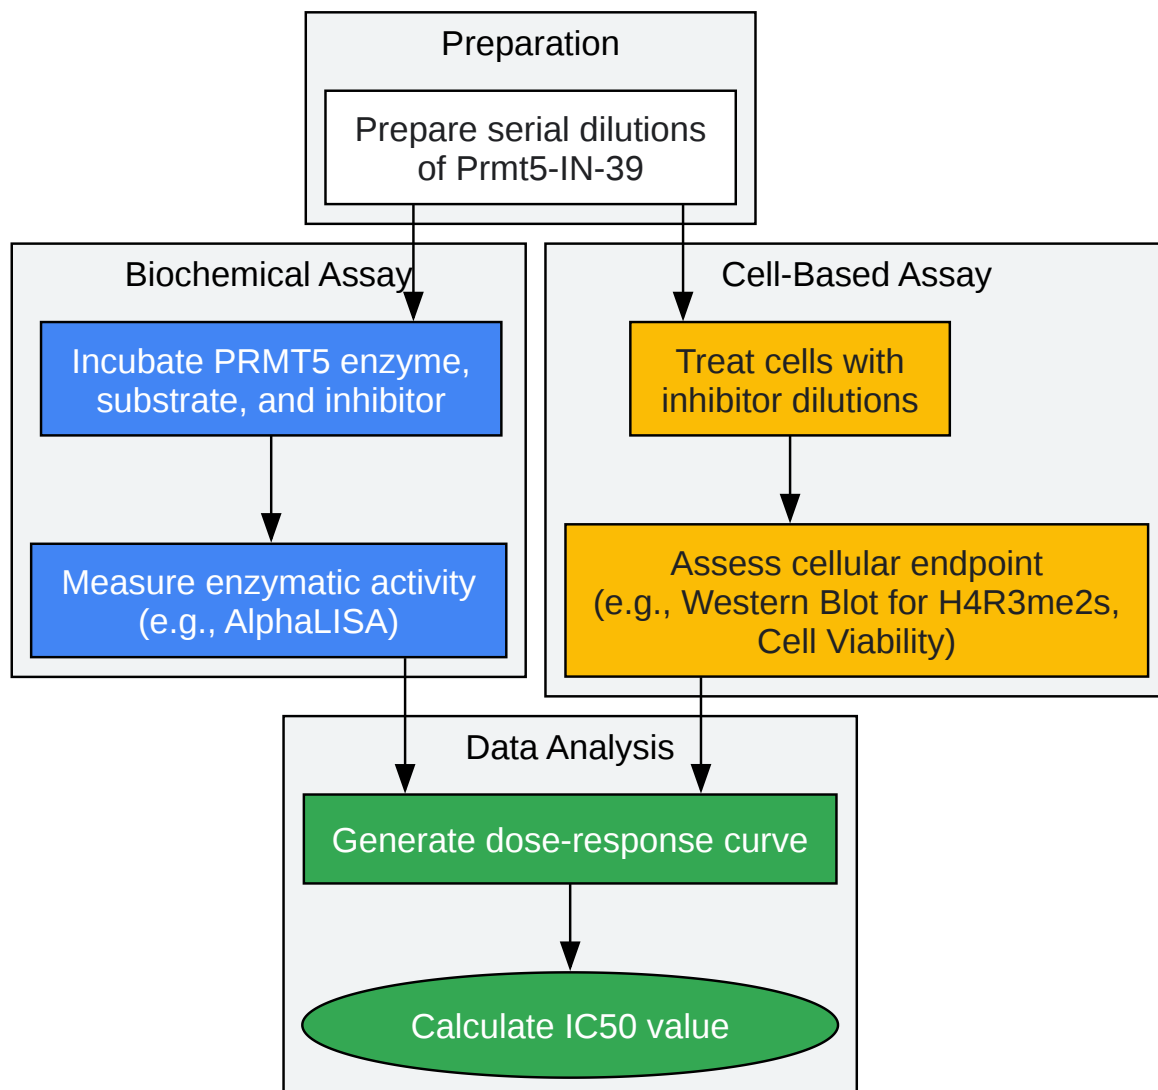 Preparation
Prepare serial dilutions
of Prmt5-IN-39
Biochemical Assay
Incubate PRMT5 enzyme,
substrate, and inhibitor
Measure enzymatic activity
(e.g., AlphaLISA)
Cell-Based Assay
Treat cells with
inhibitor dilutions
Assess cellular endpoint
(e.g., Western Blot for H4R3me2s,
Cell Viability)
Data Analysis
Generate dose-response curve
Calculate IC50 value